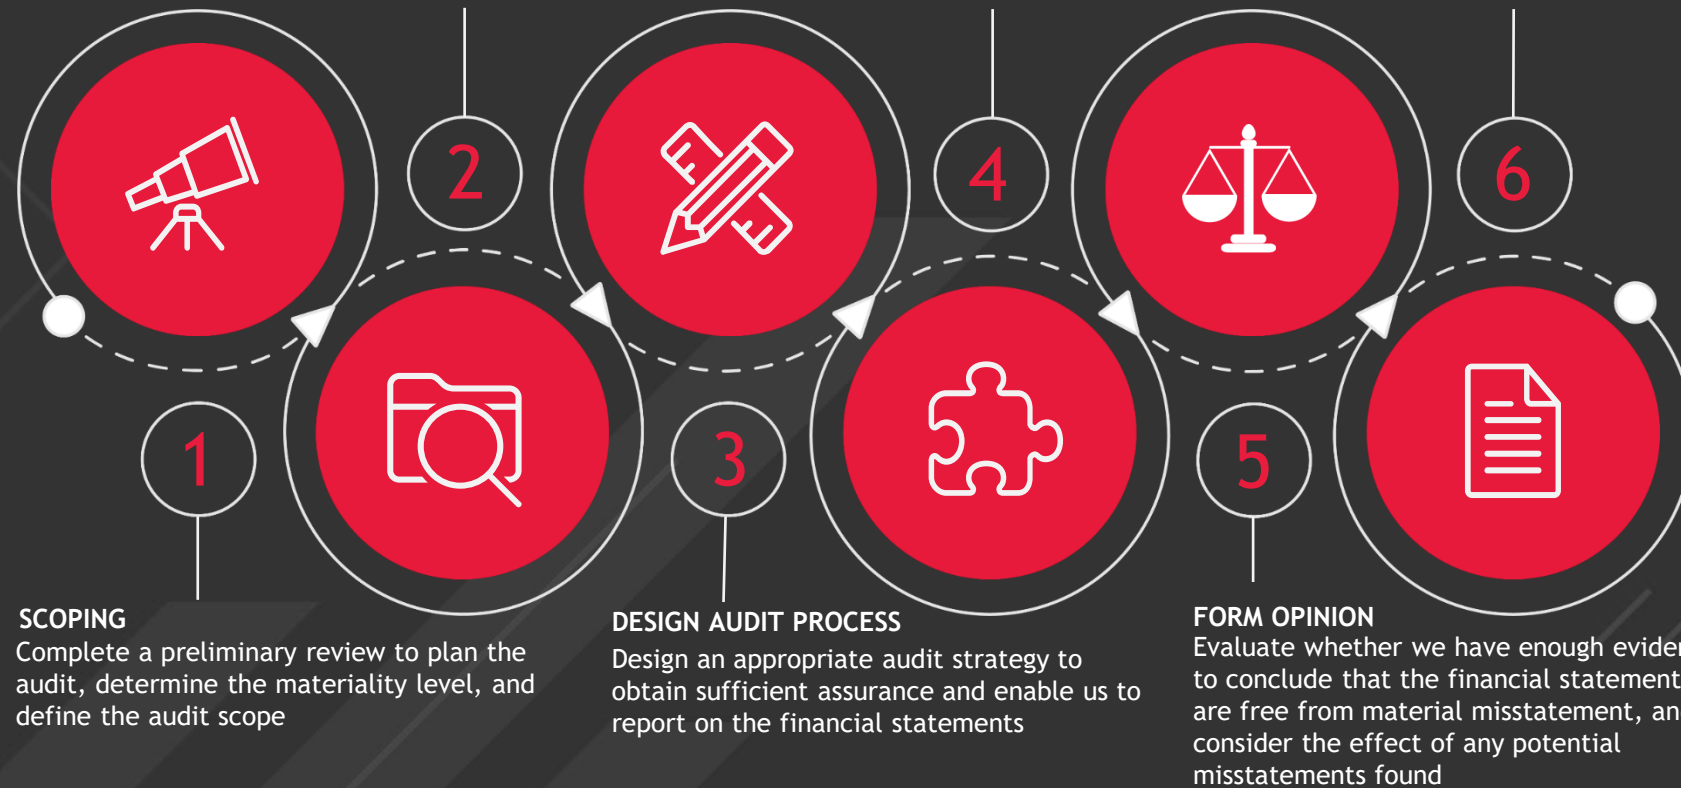 2
4
6
1
3
5
SCOPING
Complete a preliminary review to plan the
audit, determine the materiality level, and
define the audit scope
DESIGN AUDIT PROCESS
Design an appropriate audit strategy to
obtain sufficient assurance and enable us to
report on the financial statements
FORM OPINION
Evaluate whether we have enough
to conclude that the financial
are free from material misstatement,
consider the effect of any potential
misstatements found